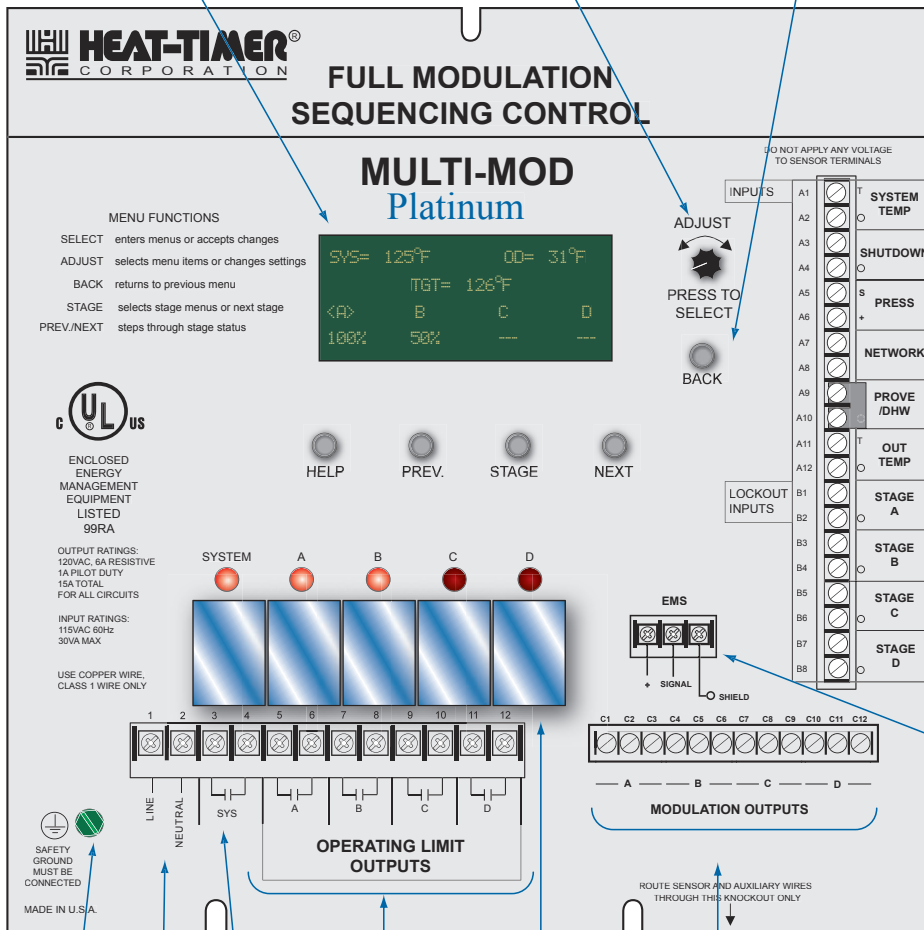 HEAT-TIMER®
CORPORATION
FULL MODULATION
SEQUENCING CONTROL
MULTI-MOD
Platinum
DO NOT APPLY ANY VOLTAGE
TO SENSOR TERMINALS
MENU FUNCTIONS
SELECT enters menus or accepts changes
ADJUST selects menu items or changes settings
BACK returns to previous menu
STAGE selects stage menus or next stage
PREV./NEXT steps through stage status
SYS= 125°F OD= 31°F
TGT= 126°F
<A> B C D
100% 50% --- ---
ADJUST
PRESS TO
SELECT
BACK
INPUTS
A1 T
A2
SYSTEM
TEMP
A3
A4
SHUTDOWN
A5 S
A6 +
PRESS
A7
A8
NETWORK
A9
A10
PROVE
/DHW
A11 T
A12
OUT
TEMP
LOCKOUT
INPUTS
B1
B2
STAGE
A
B3
B4
STAGE
B
B5
B6
STAGE
C
B7
B8
STAGE
D
C UL ® US
ENCLOSED
ENERGY
MANAGEMENT
EQUIPMENT
LISTED
99RA
HELP PREV. STAGE NEXT
OUTPUT RATINGS:
120VAC, 6A RESISTIVE
1A PILOT DUTY
15A TOTAL
FOR ALL CIRCUITS
INPUT RATINGS:
115VAC 60Hz
30VA MAX
USE COPPER WIRE,
CLASS 1 WIRE ONLY
SYSTEM A B C D
EMS
+ SIGNAL SHIELD
1 2 3 4 5 6 7 8 9 10 11 12
LINE NEUTRAL SYS A B C D
OPERATING LIMIT
OUTPUTS
C1 C2 C3 C4 C5 C6 C7 C8 C9 C10 C11 C12
A B C D
MODULATION OUTPUTS
SAFETY
GROUND
MUST BE
CONNECTED
MADE IN U.S.A.
ROUTE SENSOR AND AUXILIARY WIRES
THROUGH THIS KNOCKOUT ONLY